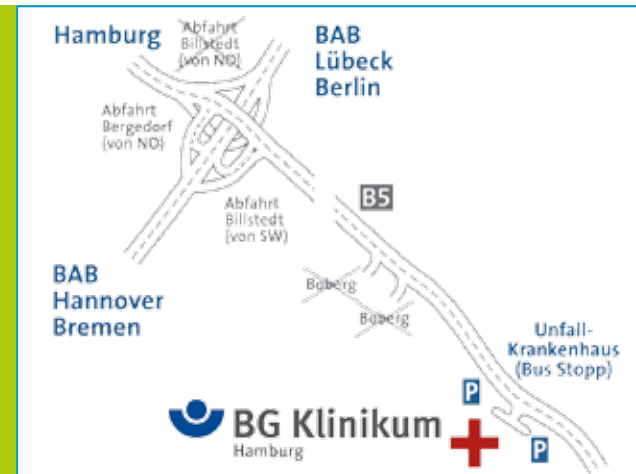 Hamburg
Abfahrt
Billstedt
(von NO)
BAB
Lübeck
Berlin
Abfahrt
Bergedorf
(von NO)
B5
Abfahrt
Billstedt
(von SW)
BAB
Hannover
Bremen
Boberg
Boberg
Unfall-
Krankenhaus
(Bus Stopp)
P
BG Klinikum
Hamburg
P